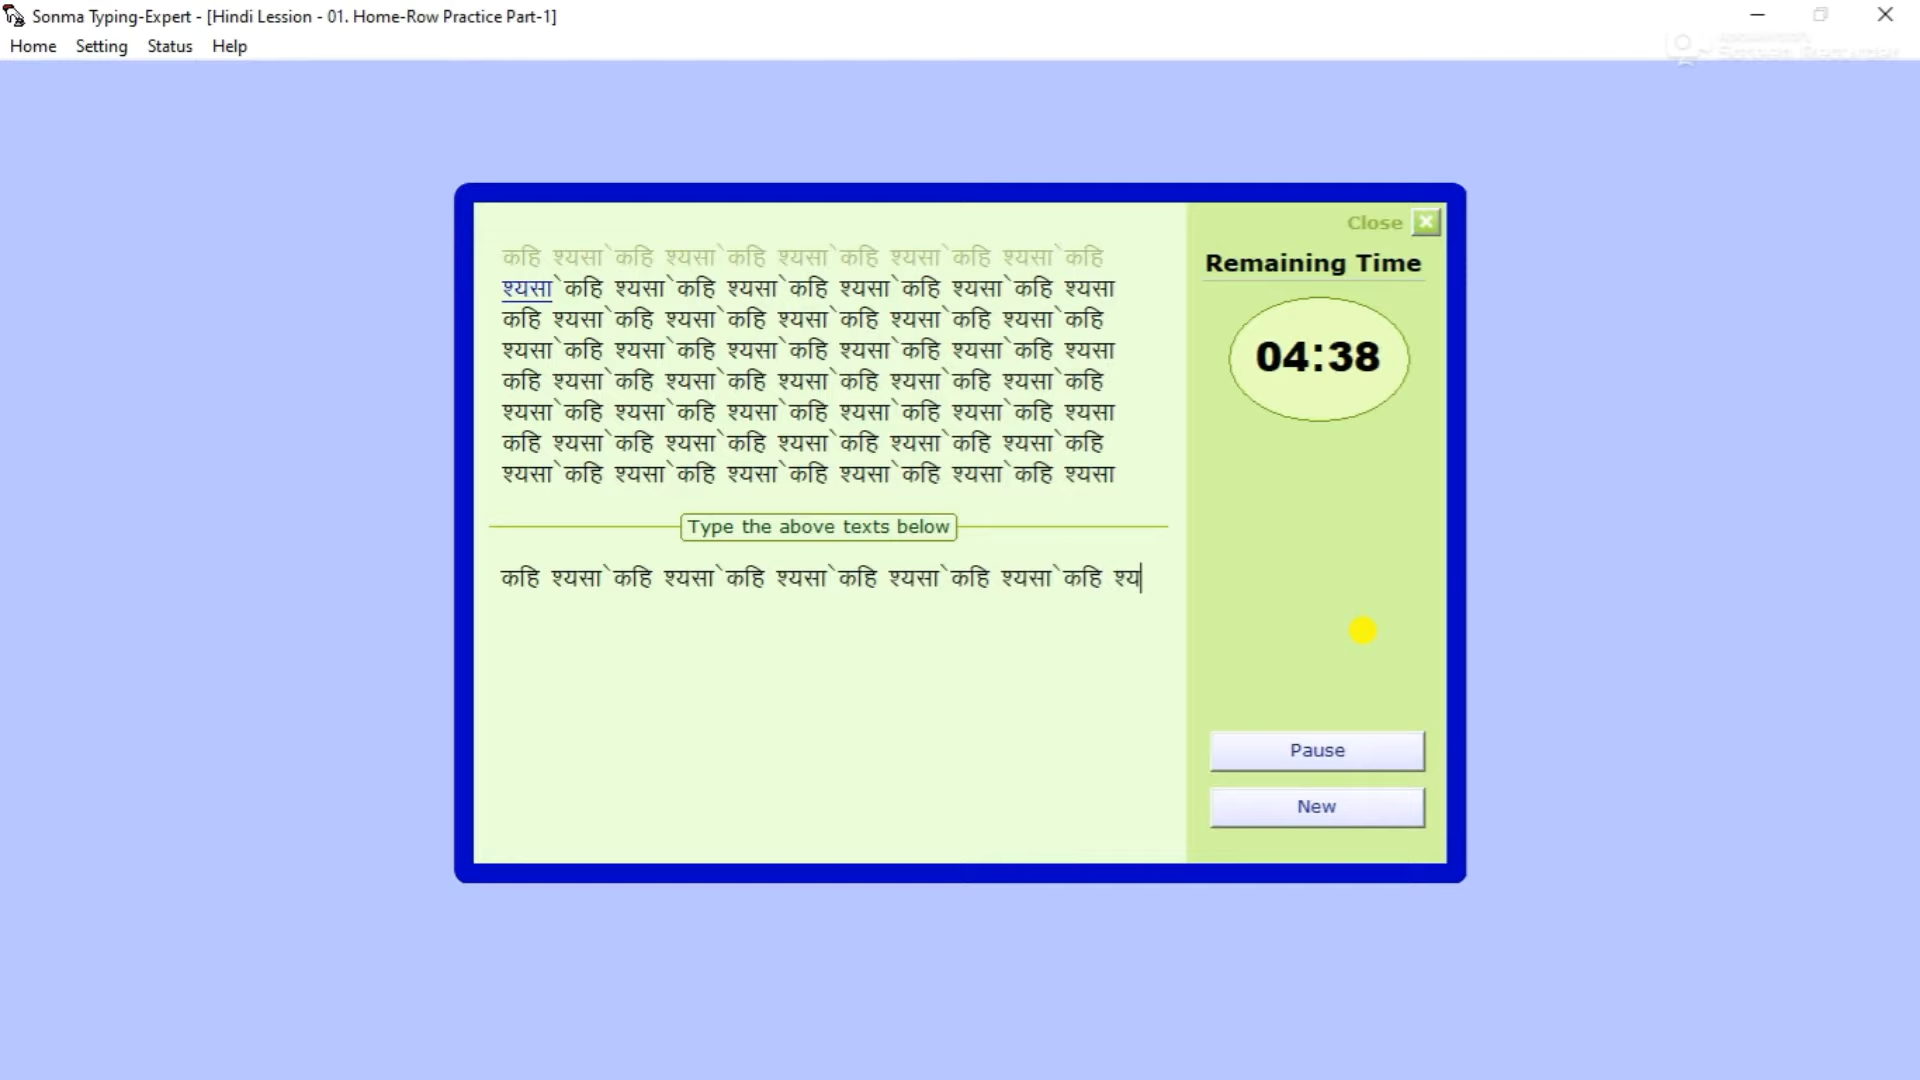 Sonma Typing-Expert - [Hindi Lession - 01. Home-Row Practice Part-1]
Home Setting Status Help
Close
कहि श्यसा`कहि श्यसा`कहि श्यसा`कहि श्यसा`कहि श्यसा`कहि
श्यसा`कहि श्यसा`कहि श्यसा`कहि श्यसा`कहि श्यसा`कहि श्यसा
कहि श्यसा`कहि श्यसा`कहि श्यसा`कहि श्यसा`कहि श्यसा`कहि
श्यसा`कहि श्यसा`कहि श्यसा`कहि श्यसा`कहि श्यसा`कहि श्यसा
कहि श्यसा`कहि श्यसा`कहि श्यसा`कहि श्यसा`कहि श्यसा`कहि
श्यसा`कहि श्यसा`कहि श्यसा`कहि श्यसा`कहि श्यसा`कहि श्यसा
कहि श्यसा`कहि श्यसा`कहि श्यसा`कहि श्यसा`कहि श्यसा`कहि
श्यसा`कहि श्यसा`कहि श्यसा`कहि श्यसा`कहि श्यसा`कहि श्यसा
Type the above texts below
कहि श्यसा`कहि श्यसा`कहि श्यसा`कहि श्यसा`कहि श्यसा`कहि श्य
Remaining Time
04:38
Pause
New